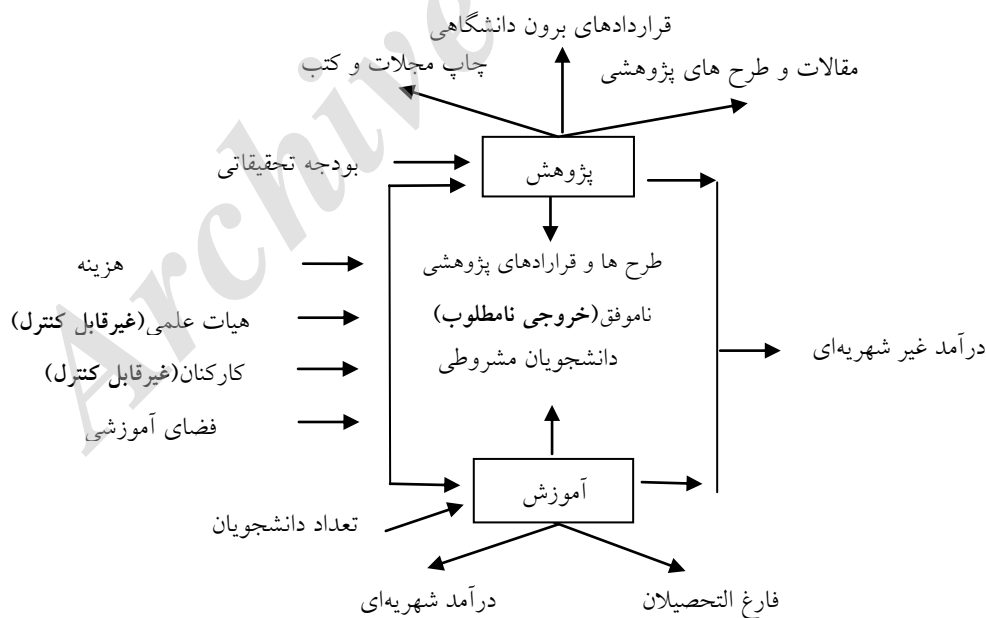 قراردادهای برون دانشگاهی
مقالات و طرح های پژوهشی
چاپ مجلات و کتب
بودجه تحقیقاتی
پژوهش
هزینه
طرح ها و قرارادهای پژوهشی
هیات علمی(غیرقابل کنترل)
ناموفق(خروجی نامطلوب)
درآمد غیر شهریه‌ای
کارکنان(غیرقابل کنترل)
دانشجویان مشروطی
فضای آموزشی
آموزش
تعداد دانشجویان
فارغ التحصیلان
درآمد شهریه‌ای
Archive